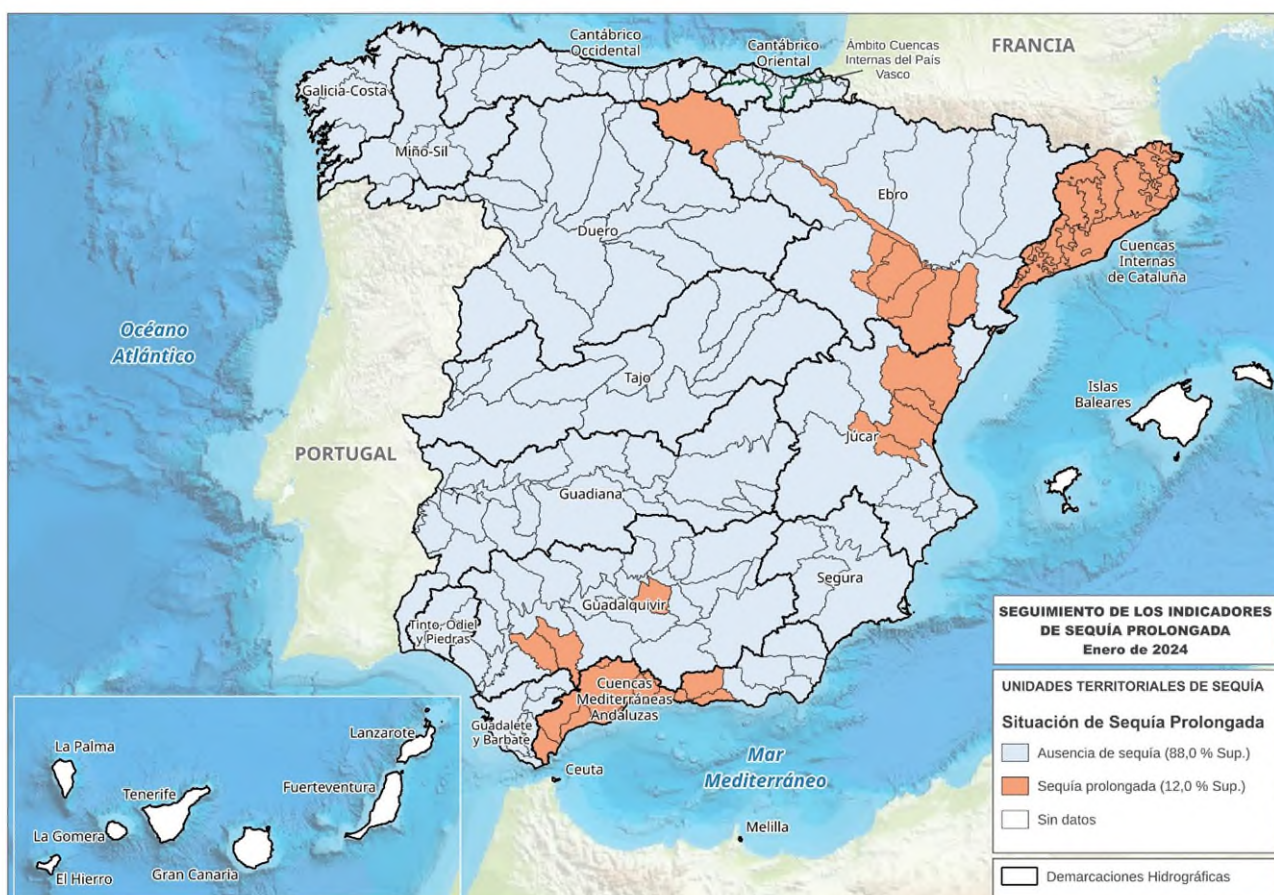 Cantábrico
Occidental
Cantábrico
Oriental
Ámbito Cuencas
Internas del País
Vasco
FRANCIA
Galicia-Costa
Miño-Sil
Ebro
Duero
Cuencas
Internas
de Cataluña
Océano
Atlántico
Tajo
Islas
Baleares
PORTUGAL
Júcar
Guadiana
Segura
Guadalquivir
Tinto, Odiel
y Piedras
Cuencas
Mediterráneas
Andaluzas
Guadalete
y Barbate
Ceuta
Mar
Mediterráneo
Melilla
La Palma
Lanzarote
Tenerife
Fuerteventura
La Gomera
El Hierro
Gran Canaria
SEGUIMIENTO DE LOS INDICADORES
DE SEQUÍA PROLONGADA
Enero de 2024
UNIDADES TERRITORIALES DE SEQUÍA
Situación de Sequía Prolongada
Ausencia de sequía (88,0 % Sup.)
Sequía prolongada (12,0 % Sup.)
Sin datos
Demarcaciones Hidrográficas